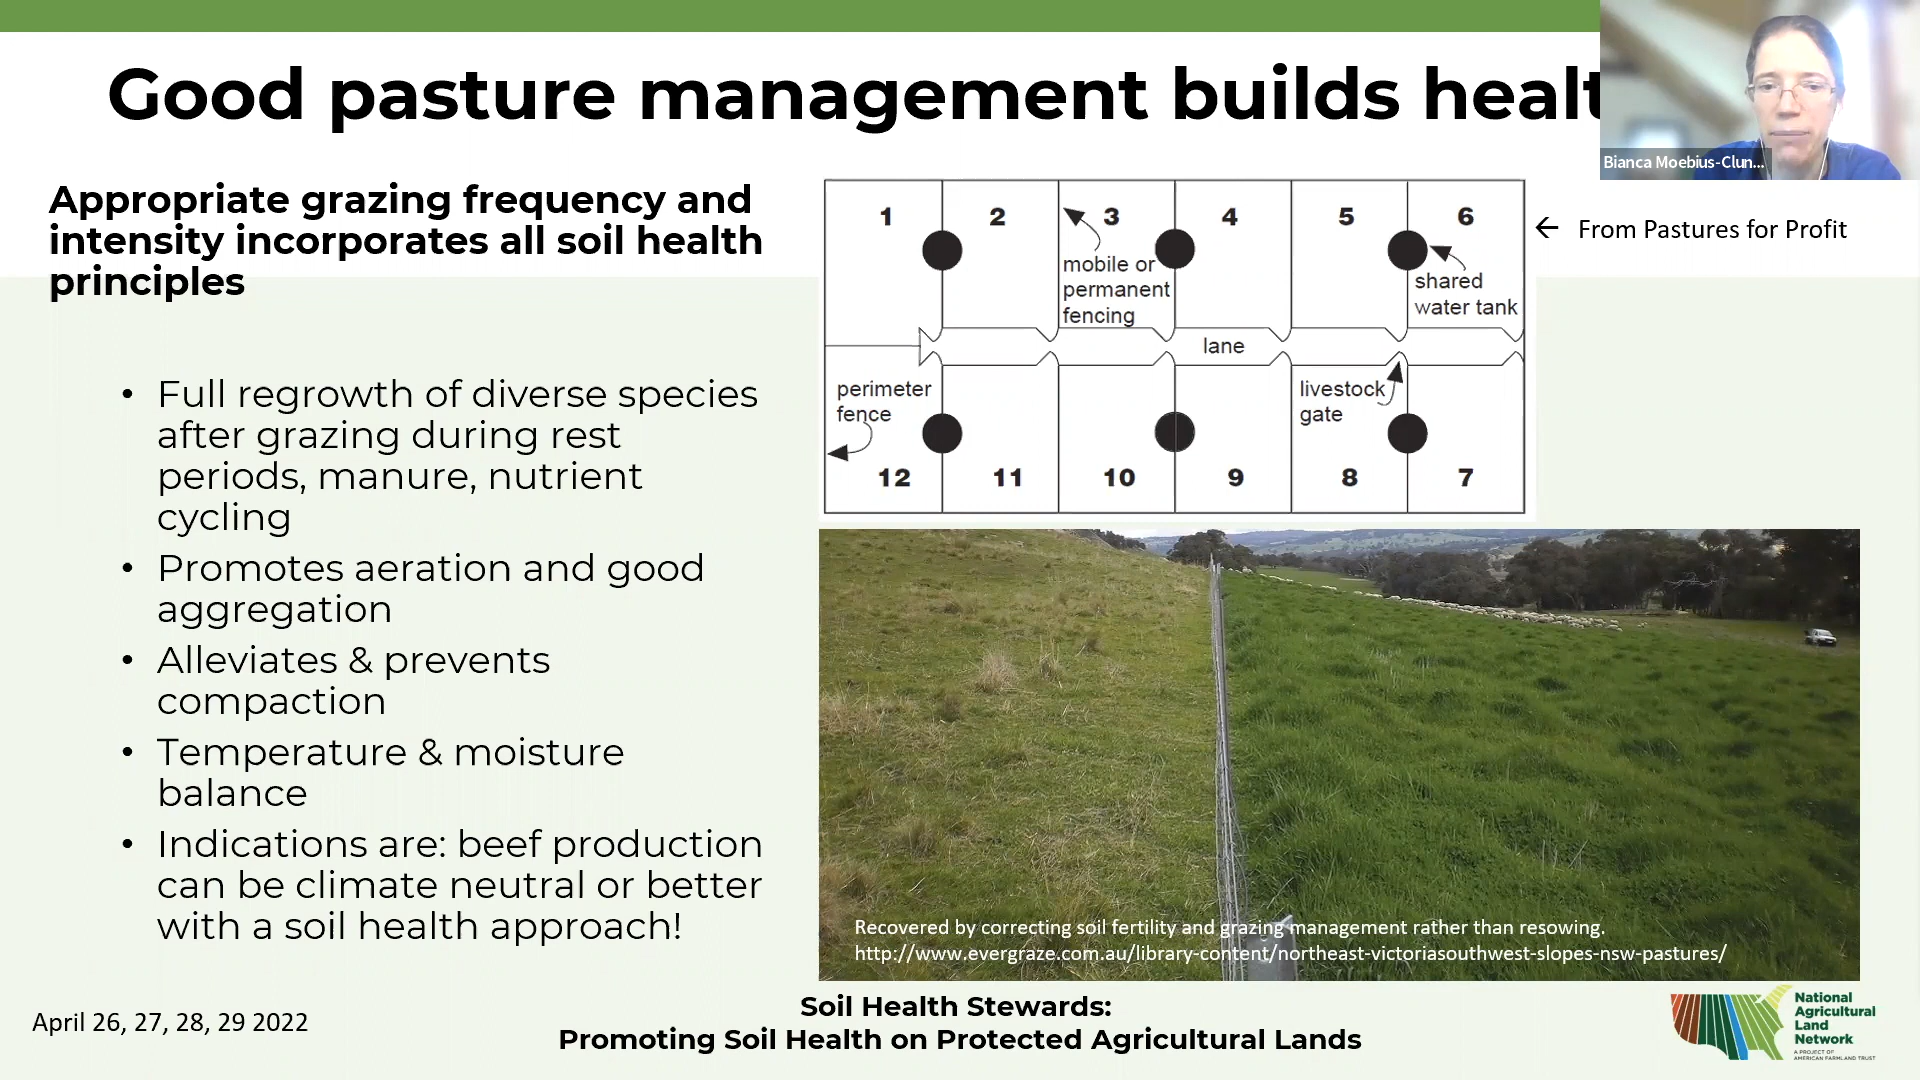 Good pasture management builds healt
Bianca Moebius-Clun...
Appropriate grazing frequency and
intensity incorporates all soil health
principles
• Full regrowth of diverse species
after grazing during rest
periods, manure, nutrient
cycling
• Promotes aeration and good
aggregation
• Alleviates & prevents
compaction
• Temperature & moisture
balance
• Indications are: beef production
can be climate neutral or better
with a soil health approach!
1 2 3 4 5 6
mobile or
permanent
fencing
shared
water tank
← From Pastures for Profit
lane
perimeter
fence
livestock
gate
12 11 10 9 8 7
Recovered by correcting soil fertility and grazing management rather than resowing.
http://www.evergraze.com.au/library-content/northeast-victoriasouthwest-slopes-nsw-pastures/
April 26, 27, 28, 29 2022
Soil Health Stewards:
Promoting Soil Health on Protected Agricultural Lands
National
Agricultural
Land
Network
A PROJECT OF
AMERICAN FARMLAND TRUST